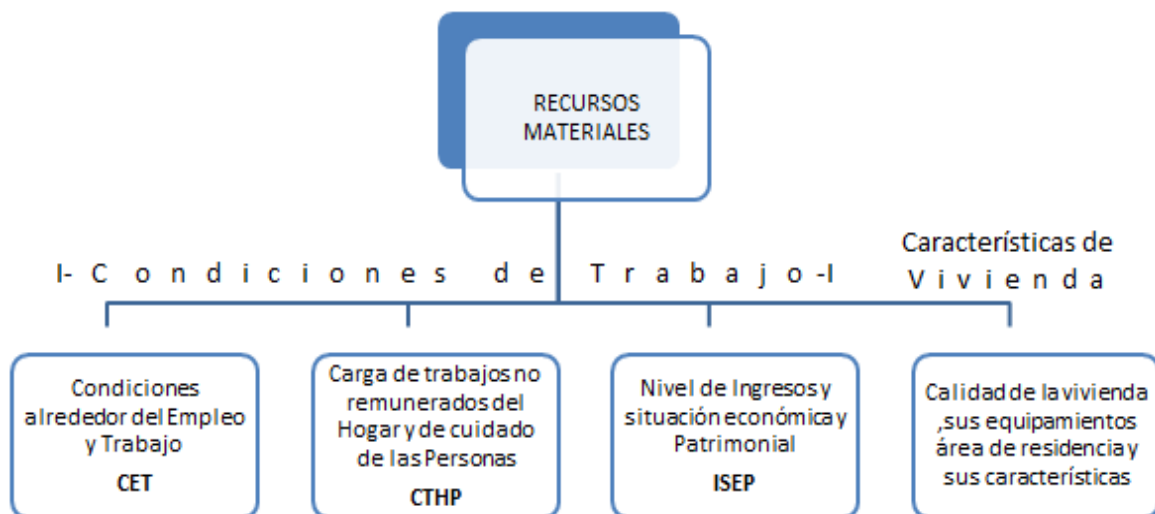 RECURSOS
MATERIALES
I- C o n d i c i o n e s d e T r a b a j o -I
Características de
V i v i e n d a
Condiciones
alrededor del Empleo
y Trabajo
CET
Carga de trabajos no
remunerados del
Hogar y de cuidado
de las Personas
CTHP
Nivel de Ingresos y
situación económica y
Patrimonial
ISEP
Calidad de la vivienda
,sus equipamientos
área de residencia y
sus características